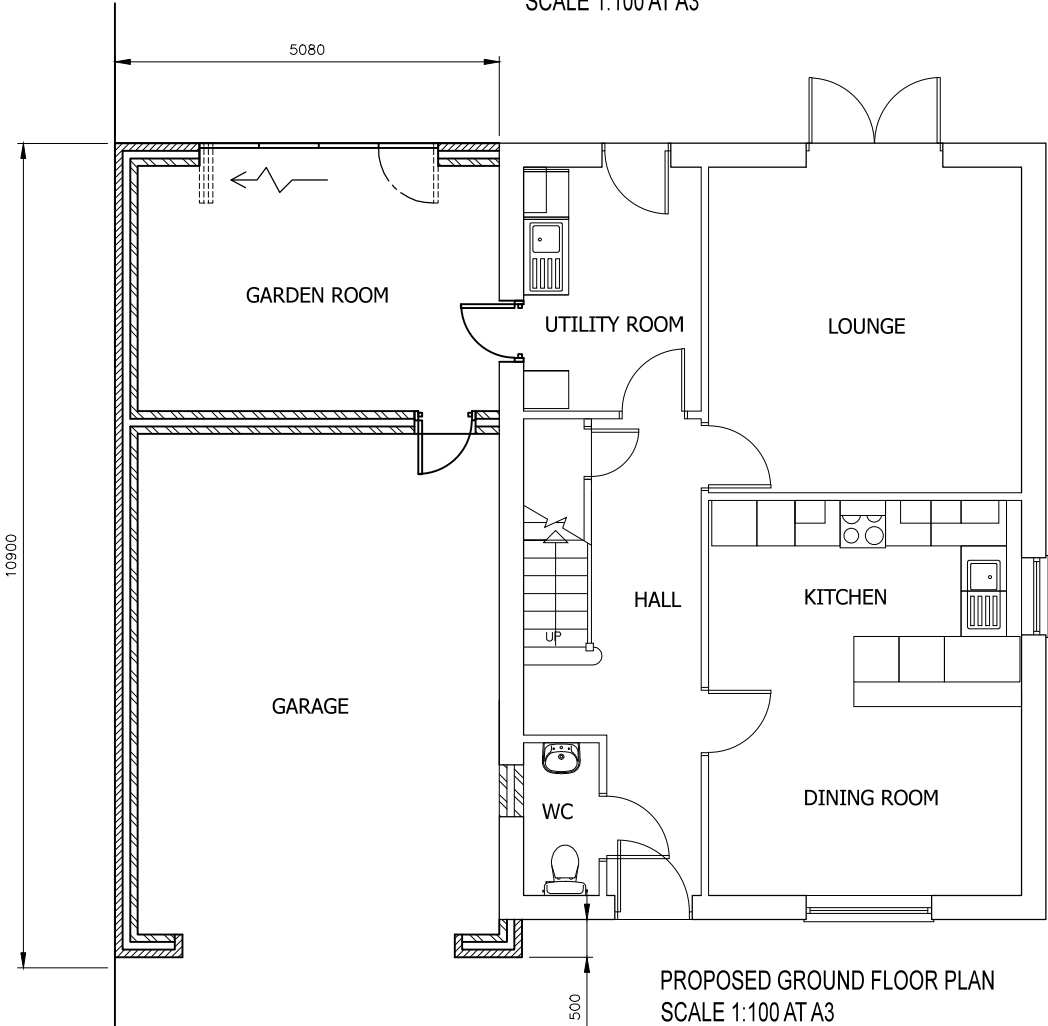 SCALE 1:100 AT A3
5080
GARDEN ROOM
UTILITY ROOM
LOUNGE
10900
HALL
KITCHEN
UP
GARAGE
WC
DINING ROOM
500
PROPOSED GROUND FLOOR PLAN
SCALE 1:100 AT A3